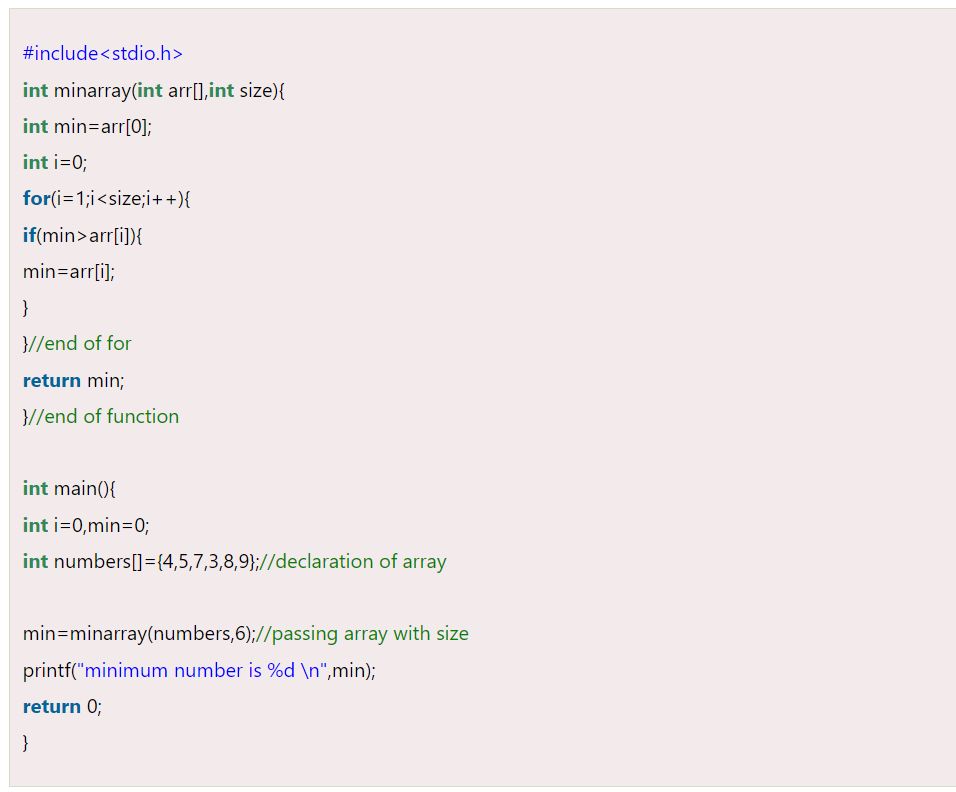 #include<stdio.h>
int minarray(int arr[],int size){
int min=arr[0];
int i=0;
for(i=1;i<size;i++){
if(min>arr[i]){
min=arr[i];
}
}//end of for
return min;
}//end of function
int main(){
int i=0,min=0;
int numbers[]={4,5,7,3,8,9};//declaration of array
min=minarray(numbers,6);//passing array with size
printf("minimum number is %d \n",min);
return 0;
}